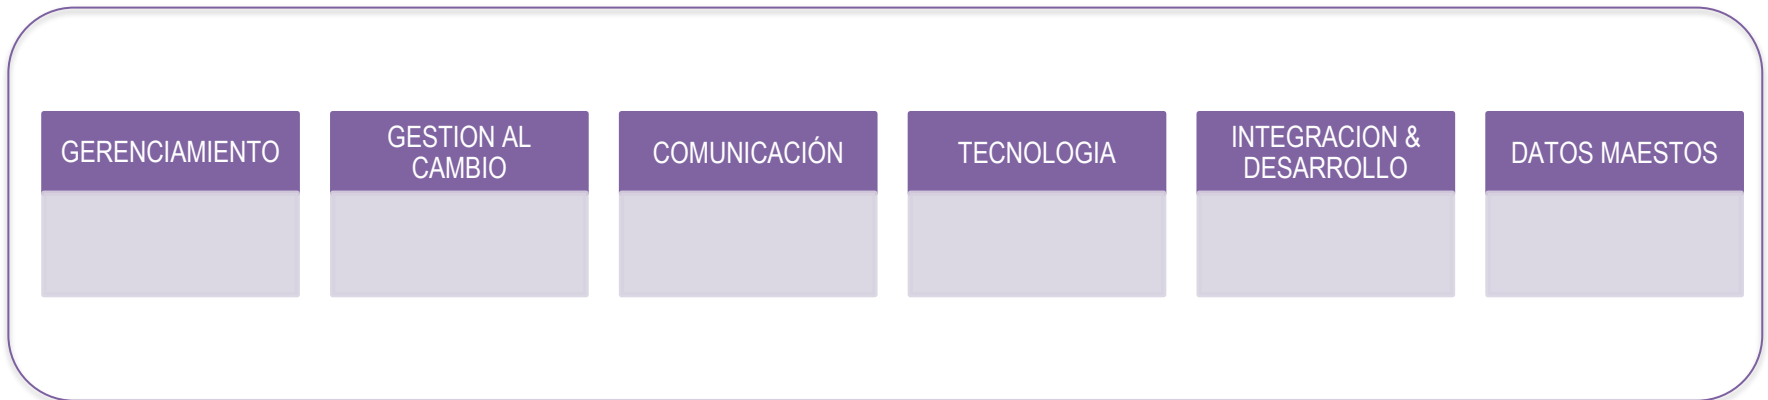 GERENCIAMIENTO
GESTION AL
CAMBIO
COMUNICACIÓN
TECNOLOGIA
INTEGRACION &
DESARROLLO
DATOS MAESTOS